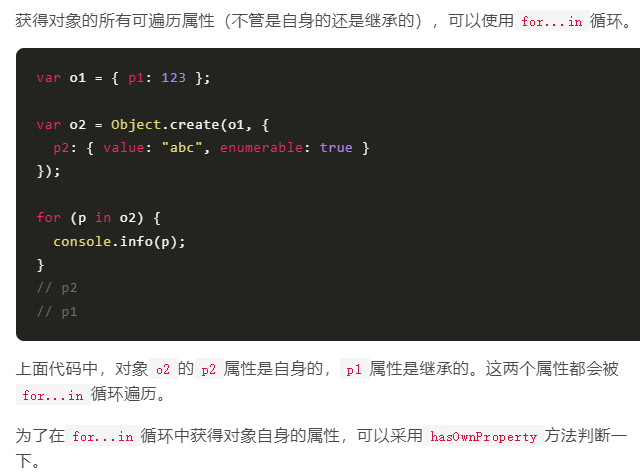 获得对象的所有可遍历属性（不管是自身的还是继承的），可以使用 for...in 循环。
var o1 = { p1: 123 };
var o2 = Object.create(o1, {
  p2: { value: "abc", enumerable: true }
});
for (p in o2) {
  console.info(p);
}
// p2
// p1
上面代码中，对象 o2 的 p2 属性是自身的，p1 属性是继承的。这两个属性都会被
for...in 循环遍历。
为了在 for...in 循环中获得对象自身的属性，可以采用 hasOwnProperty 方法判断一
下。